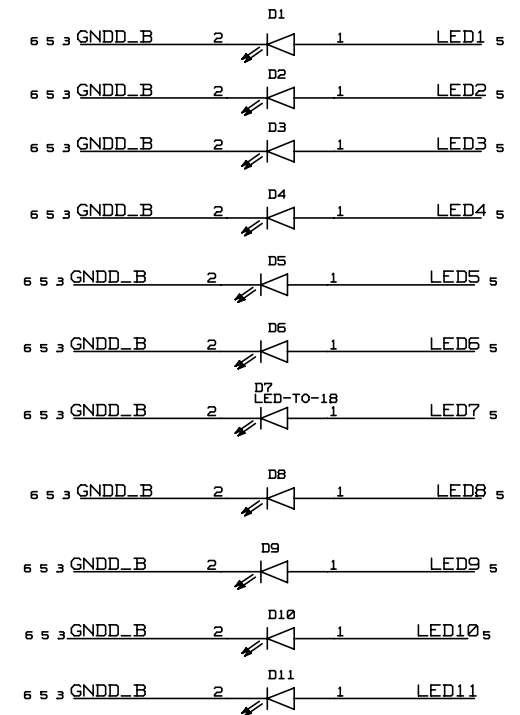 D1
6 5 3 GNDD_B 2 1 LED1 5
D2
6 5 3 GNDD_B 2 1 LED2 5
D3
6 5 3 GNDD_B 2 1 LED3 5
D4
6 5 3 GNDD_B 2 1 LED4 5
D5
6 5 3 GNDD_B 2 1 LED5 5
D6
6 5 3 GNDD_B 2 1 LED6 5
D7
LED-TO-18
6 5 3 GNDD_B 2 1 LED7 5
D8
6 5 3 GNDD_B 2 1 LED8 5
D9
6 5 3 GNDD_B 2 1 LED9 5
D10
6 5 3 GNDD_B 2 1 LED10 5
D11
6 5 3 GNDD_B 2 1 LED11